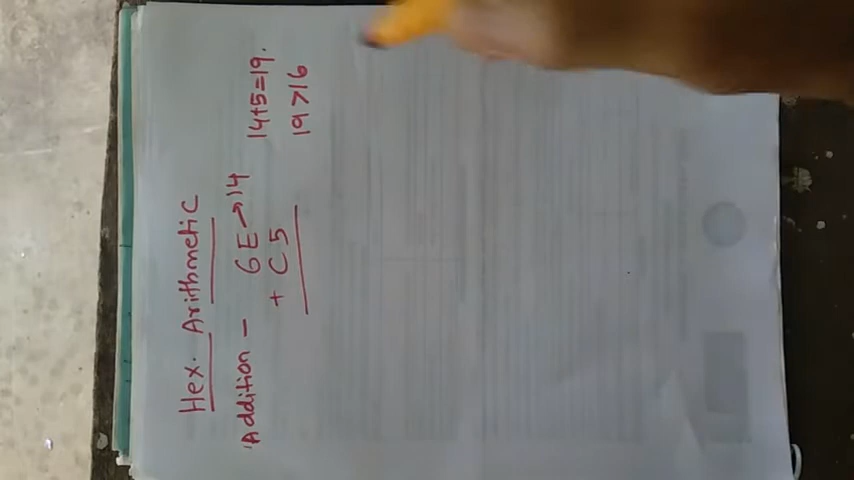 Hex. Arithmetic
Addition - 6E→14 14+5=19.
+ C5 19>16